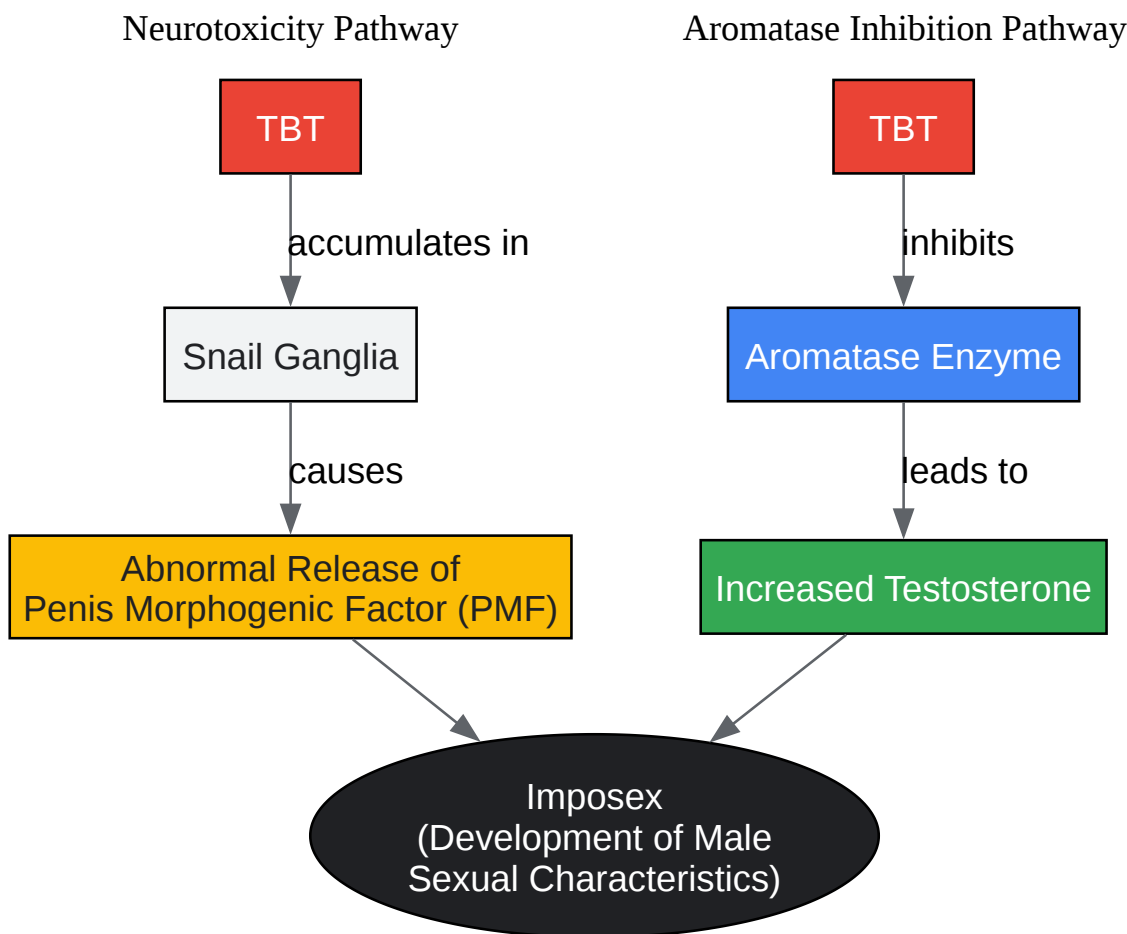 Neurotoxicity Pathway
Aromatase Inhibition Pathway
TBT
TBT
accumulates in
inhibits
Snail Ganglia
Aromatase Enzyme
causes
leads to
Abnormal Release of
Penis Morphogenic Factor (PMF)
Increased Testosterone
Imposex
(Development of Male
Sexual Characteristics)